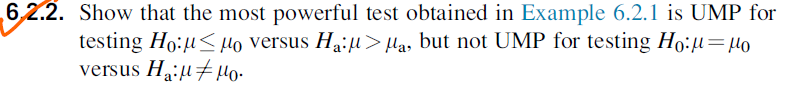 6.2.2. Show that the most powerful test obtained in Example 6.2.1 is UMP for
testing H₀:μ≤μ₀ versus Hₐ:μ>μₐ, but not UMP for testing H₀:μ=μ₀
versus Hₐ:μ≠μ₀.